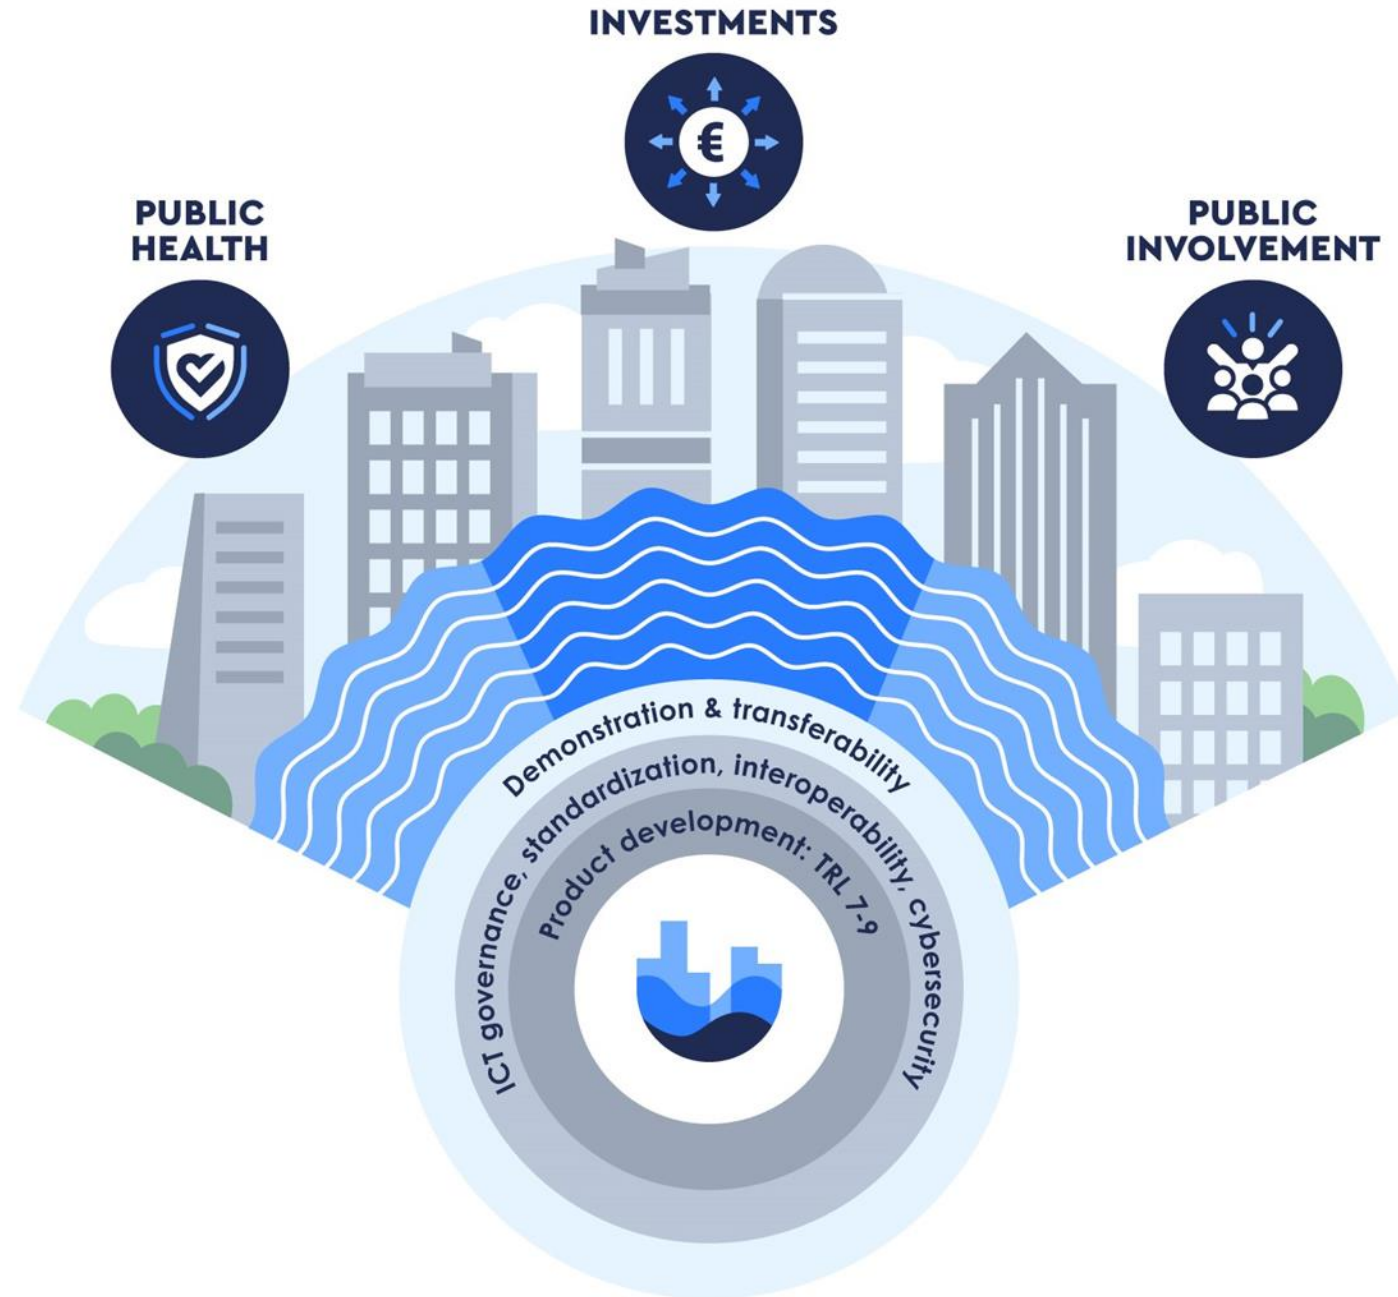 INVESTMENTS
€
PUBLIC
HEALTH
PUBLIC
INVOLVEMENT
Demonstration & transferability
ICT governance, standardization, interoperability, cybersecurity
Product development: TRL 7-9